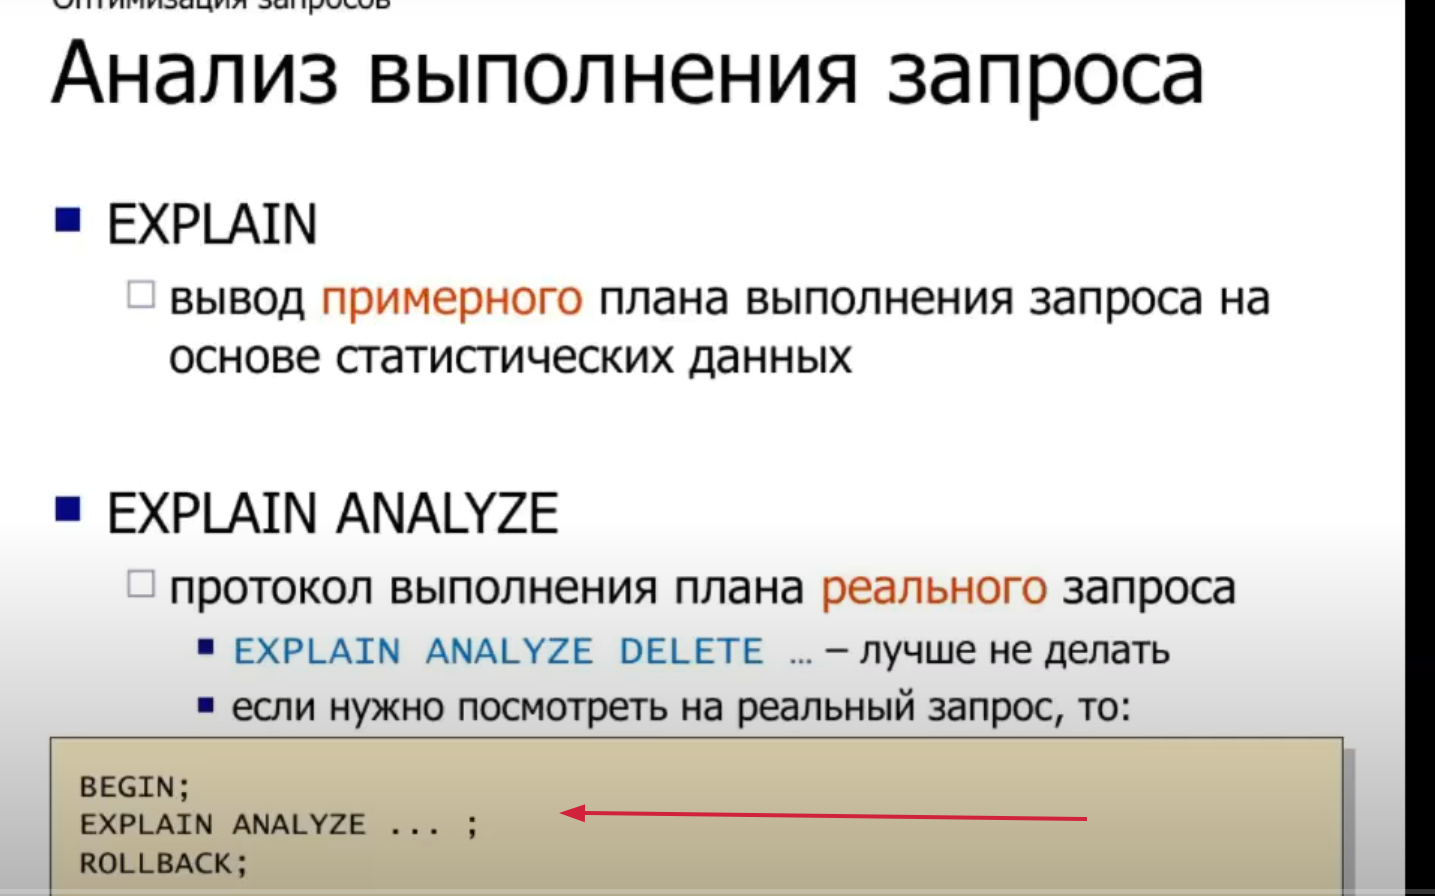 Оптимизация запросов
Анализ выполнения запроса
EXPLAIN
вывод примерного плана выполнения запроса на
основе статистических данных
EXPLAIN ANALYZE
протокол выполнения плана реального запроса
EXPLAIN ANALYZE DELETE … – лучше не делать
если нужно посмотреть на реальный запрос, то:
BEGIN;
EXPLAIN ANALYZE ... ;
ROLLBACK;